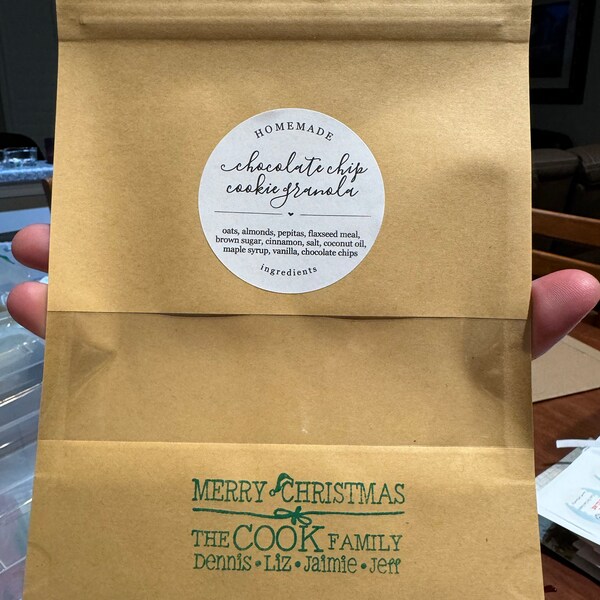 HOMEMADE
chocolate chip
cookie granola
oats, almonds, pepitas, flaxseed meal,
brown sugar, cinnamon, salt, coconut oil,
maple syrup, vanilla, chocolate chips
ingredients
MERRY CHRISTMAS
THE COOK FAMILY
Dennis • Liz • Jaimie • Jeff